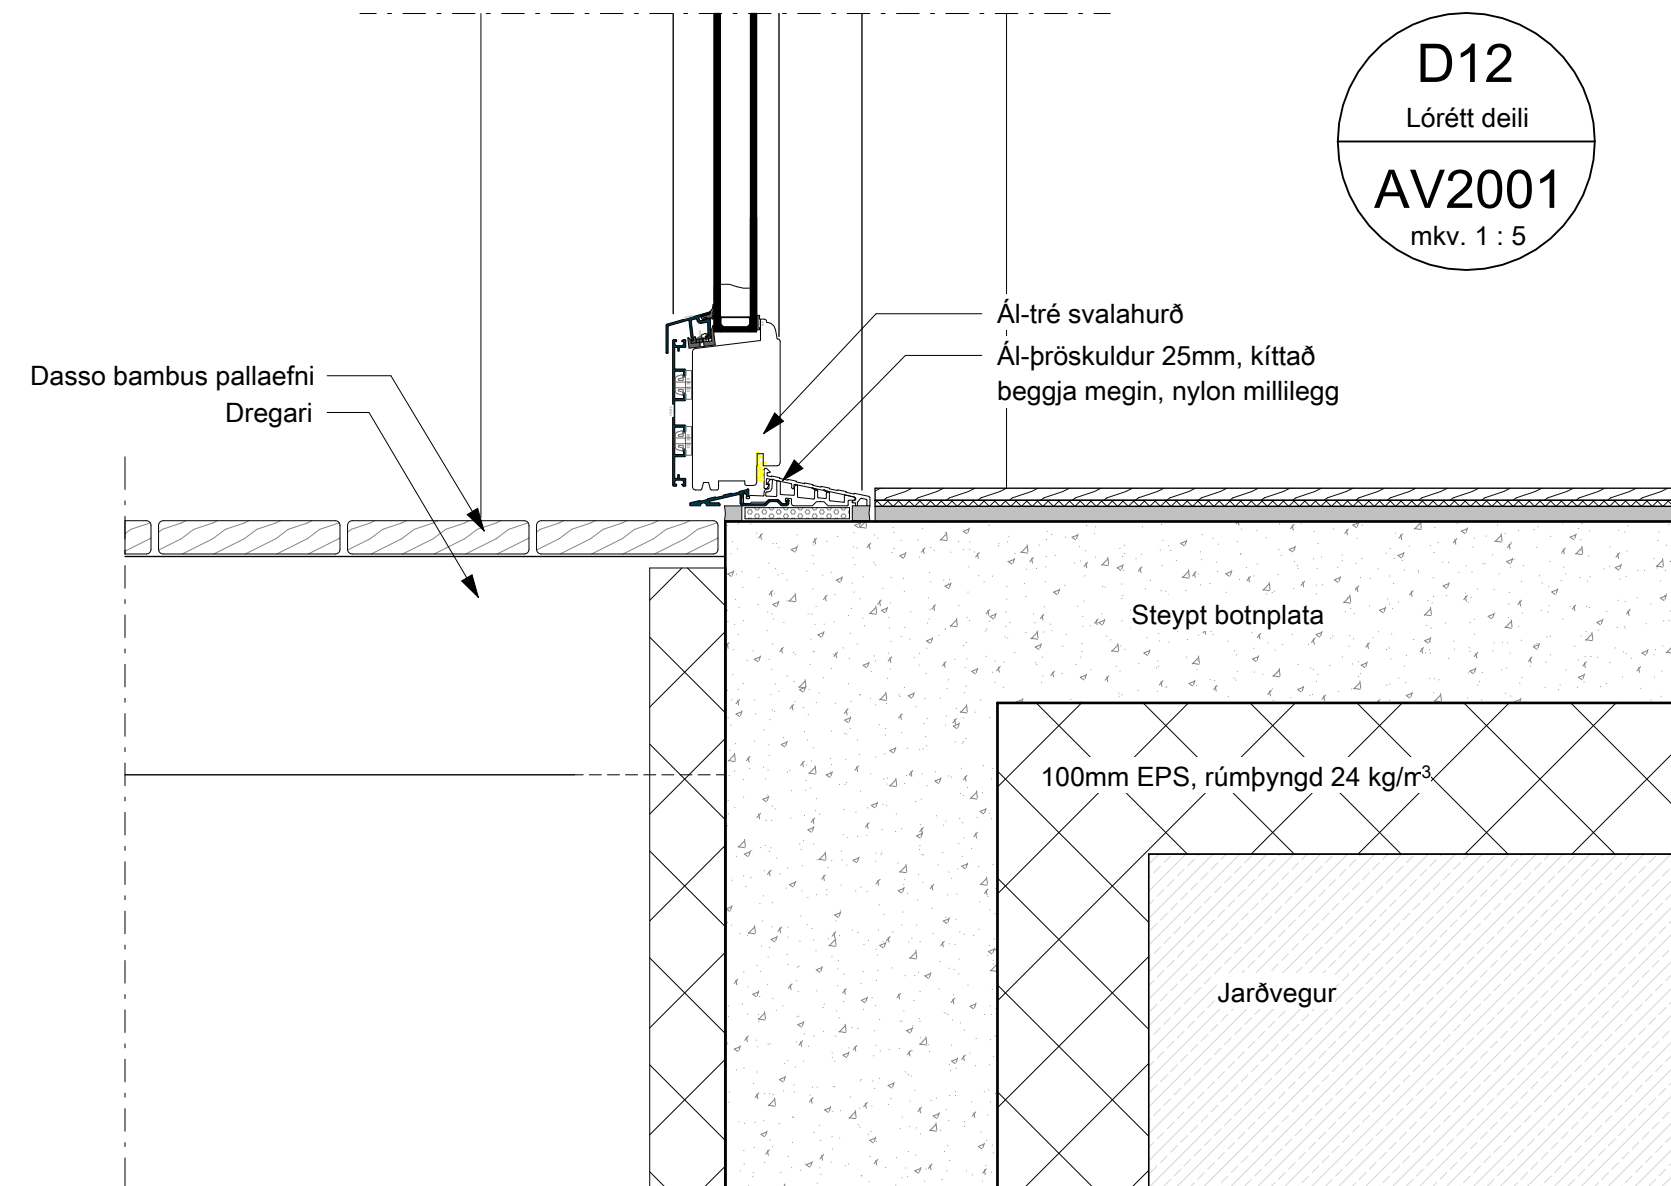 D12
Lórétt deili
AV2001
mkv. 1 : 5
Ál-tré svalahurð
Ál-þröskuldur 25mm, kíttað
beggja megin, nylon millilegg
Dasso bambus pallaefni
Dregari
Steypt botnplata
100mm EPS, rúmþyngd 24 kg/m³
Jarðvegur